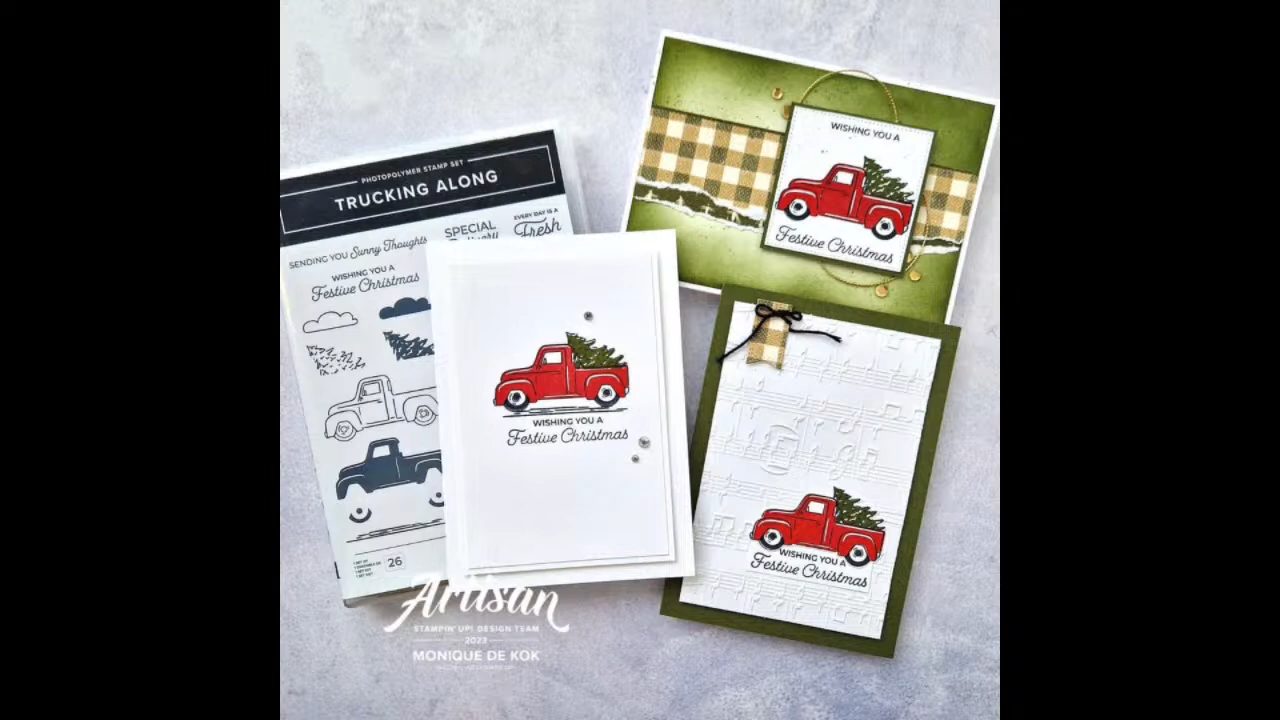 PHOTOPOLYMER STAMP SET
TRUCKING ALONG
SENDING YOU Sunny Thoughts
SPECIAL
EVERY DAY IS A
Fresh
WISHING YOU A
Festive Christmas
26
WISHING YOU A
Festive Christmas
WISHING YOU A
Festive Christmas
WISHING YOU A
Festive Christmas
Artisan
STAMPIN' UP! DESIGN TEAM
2023
MONIQUE DE KOK